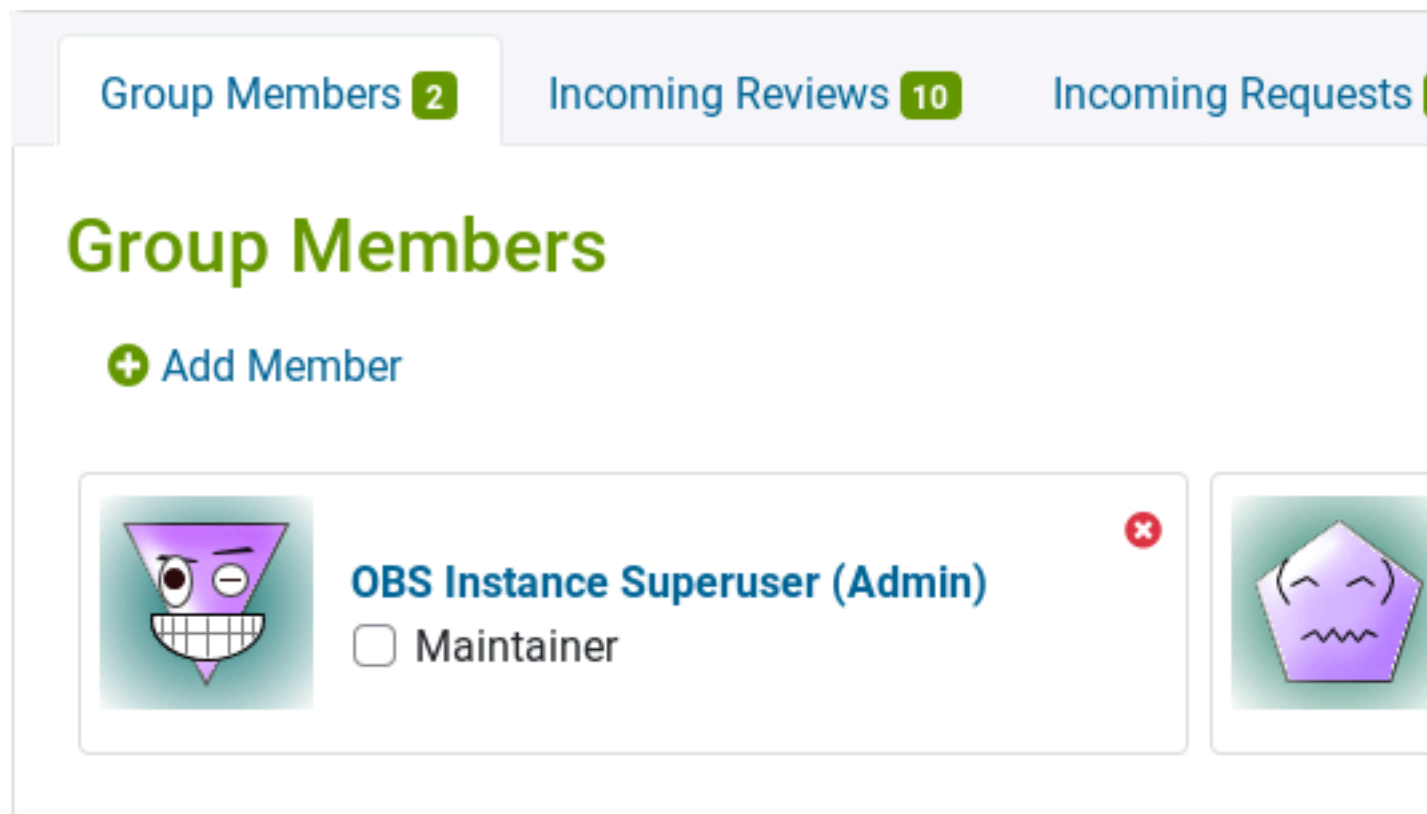 Group Members 2 Incoming Reviews 10 Incoming Requests
Group Members
Add Member
OBS Instance Superuser (Admin)
Maintainer